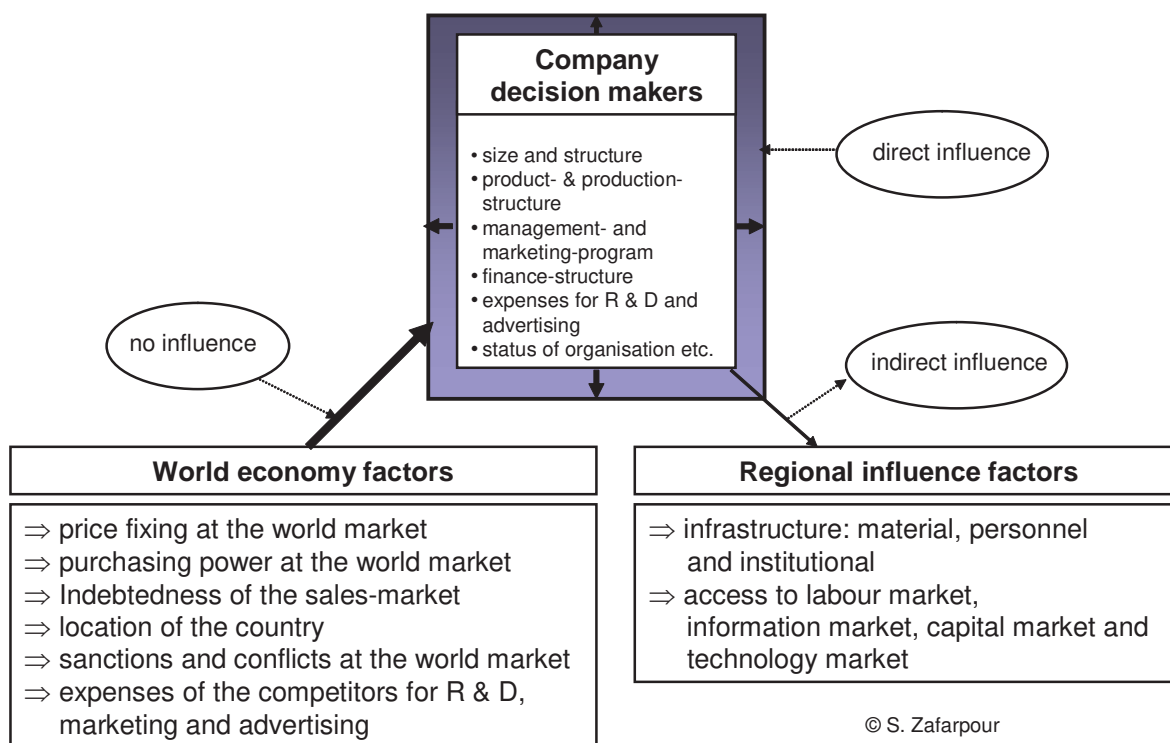 Company
decision makers
• size and structure
• product- & production-
structure
• management- and
marketing-program
• finance-structure
• expenses for R & D and
advertising
• status of organisation etc.
direct influence
no influence
indirect influence
World economy factors
⇒ price fixing at the world market
⇒ purchasing power at the world market
⇒ Indebtedness of the sales-market
⇒ location of the country
⇒ sanctions and conflicts at the world market
⇒ expenses of the competitors for R & D,
marketing and advertising
Regional influence factors
⇒ infrastructure: material, personnel
and institutional
⇒ access to labour market,
information market, capital market and
technology market
© S. Zafarpour